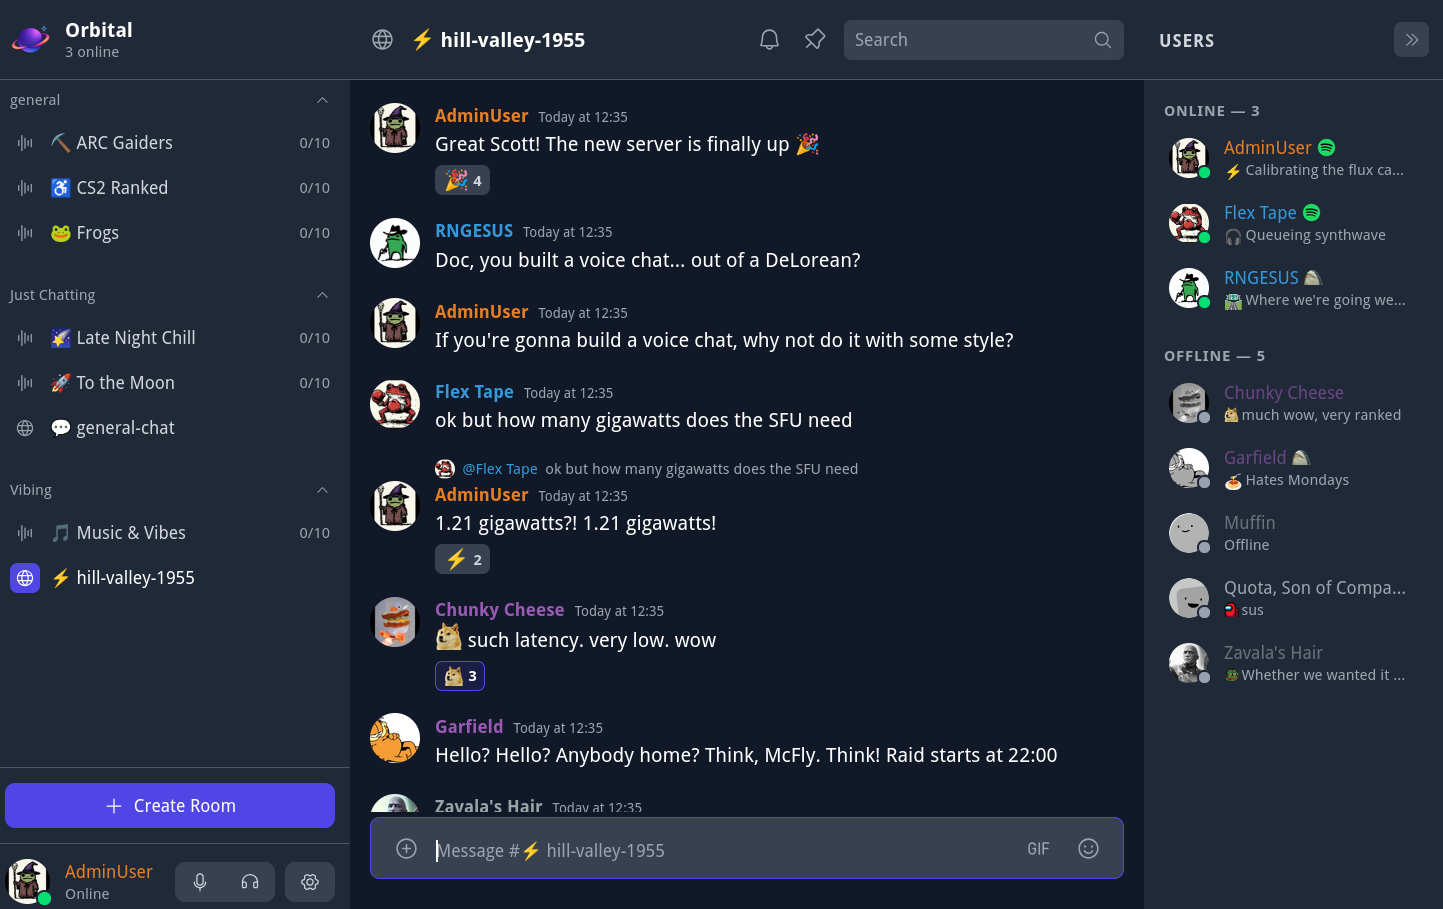 Orbital
3 online
general
ARC Gaiders 0/10
CS2 Ranked 0/10
Frogs 0/10
Just Chatting
Late Night Chill 0/10
To the Moon 0/10
general-chat
Vibing
Music & Vibes 0/10
⚡ hill-valley-1955
Create Room
AdminUser
Online
⚡ hill-valley-1955
Search
AdminUser Today at 12:35
Great Scott! The new server is finally up 🎉
🎉 4
RNGESUS Today at 12:35
Doc, you built a voice chat... out of a DeLorean?
AdminUser Today at 12:35
If you're gonna build a voice chat, why not do it with some style?
Flex Tape Today at 12:35
ok but how many gigawatts does the SFU need
@Flex Tape ok but how many gigawatts does the SFU need
AdminUser Today at 12:35
1.21 gigawatts?! 1.21 gigawatts!
⚡ 2
Chunky Cheese Today at 12:35
such latency. very low. wow
3
Garfield Today at 12:35
Hello? Hello? Anybody home? Think, McFly. Think! Raid starts at 22:00
Zavala's Hair Today at 12:35
Message #⚡ hill-valley-1955
GIF
USERS
ONLINE — 3
AdminUser
⚡ Calibrating the flux ca...
Flex Tape
🎧 Queueing synthwave
RNGESUS
Where we're going we...
OFFLINE — 5
Chunky Cheese
much wow, very ranked
Garfield
Hates Mondays
Muffin
Offline
Quota, Son of Compa...
sus
Zavala's Hair
Whether we wanted it ...